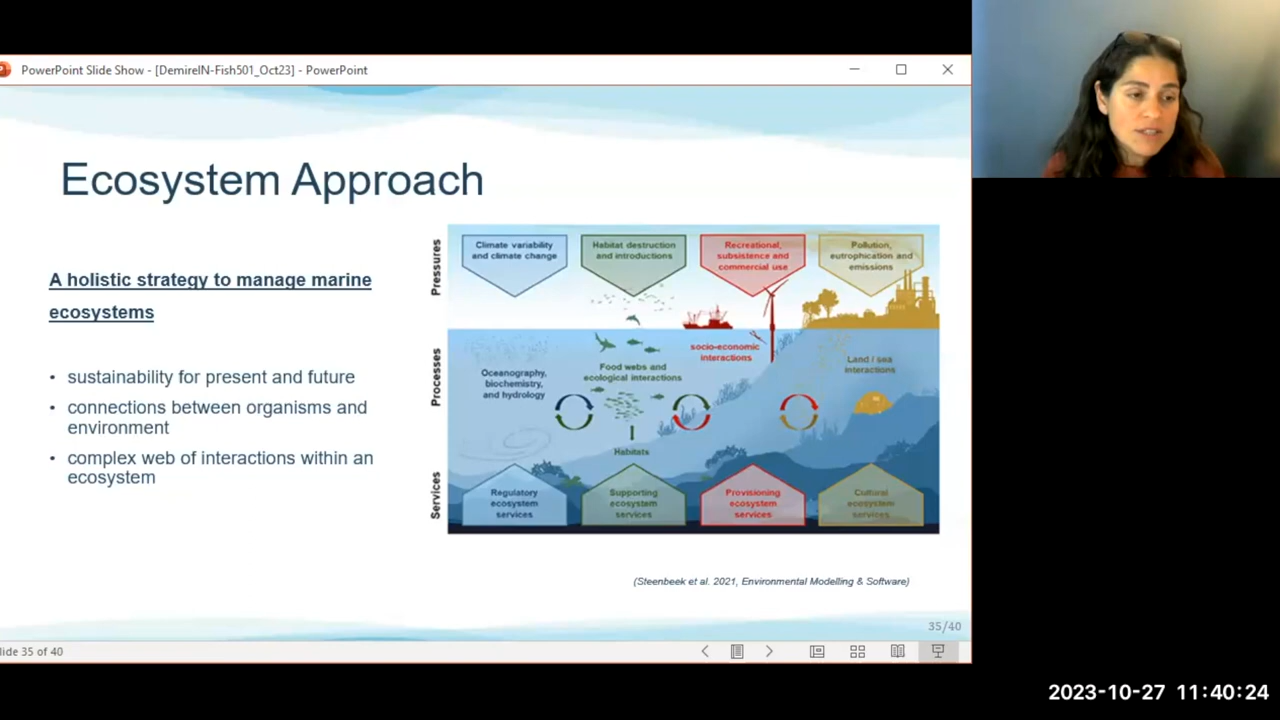 PowerPoint Slide Show - [DemirelN-Fish501_Oct23] - PowerPoint
Ecosystem Approach
A holistic strategy to manage marine
ecosystems
• sustainability for present and future
• connections between organisms and
environment
• complex web of interactions within an
ecosystem
Pressures
Climate variability
and climate change
Habitat destruction
and introductions
Recreational,
subsistence and
commercial use
Pollution,
eutrophication and
emissions
Processes
Oceanography,
biochemistry,
and hydrology
Food webs and
ecological interactions
socio-economic
interactions
Land / sea
interactions
Habitats
Services
Regulatory
ecosystem
services
Supporting
ecosystem
services
Provisioning
ecosystem
services
Cultural
ecosystem
services
(Steenbeek et al. 2021, Environmental Modelling & Software)
35/40
lide 35 of 40
2023-10-27 11:40:24